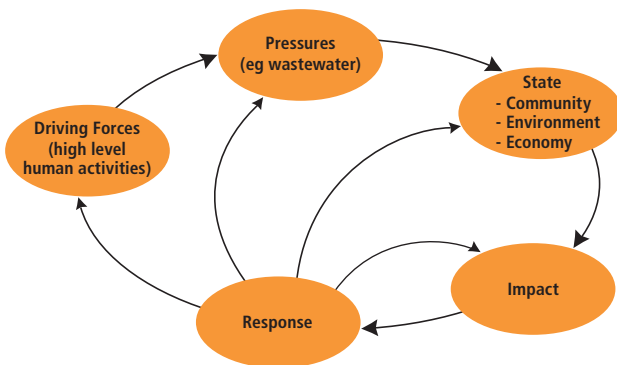 Pressures
(eg wastewater)
State
- Community
- Environment
- Economy
Driving Forces
(high level
human activities)
Impact
Response